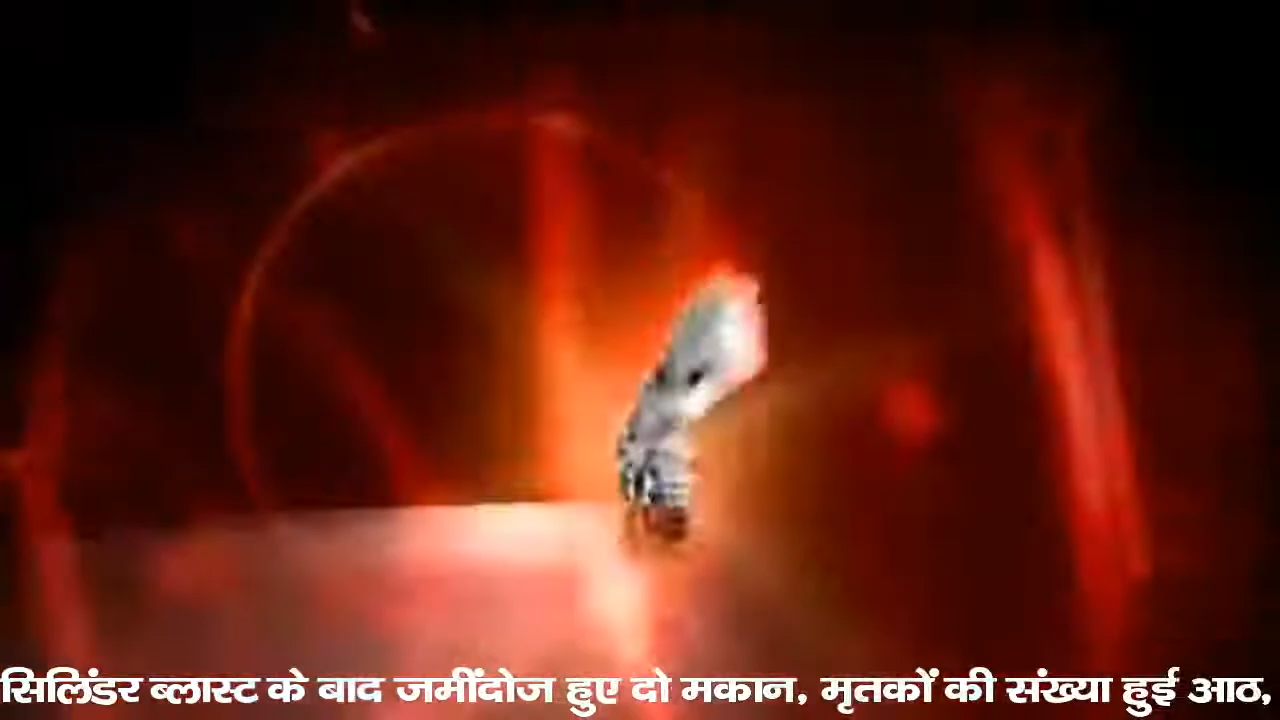 सिलिंडर ब्लास्ट के बाद जमींदोज हुए दो मकान, मृतकों की संख्या हुई आठ,